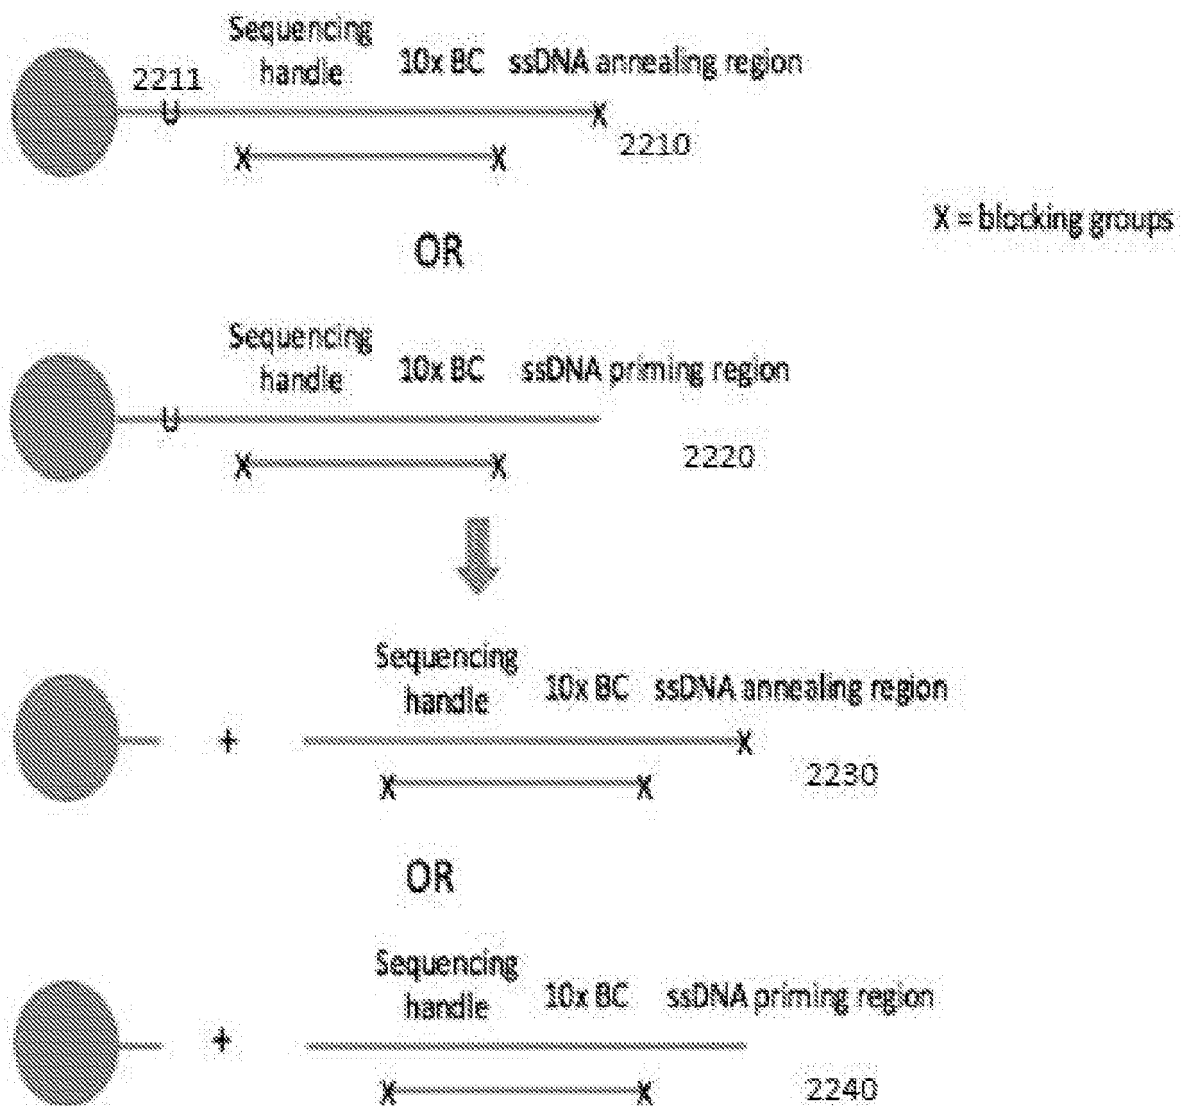 Sequencing
handle
10x BC
ssDNA annealing region
2211
U
X
2210
X
X
X = blocking groups
OR
Sequencing
handle
10x BC
ssDNA priming region
U
X
X
2220
Sequencing
handle
10x BC
ssDNA annealing region
+
X
X
X
2230
OR
Sequencing
handle
10x BC
ssDNA priming region
+
X
X
2240